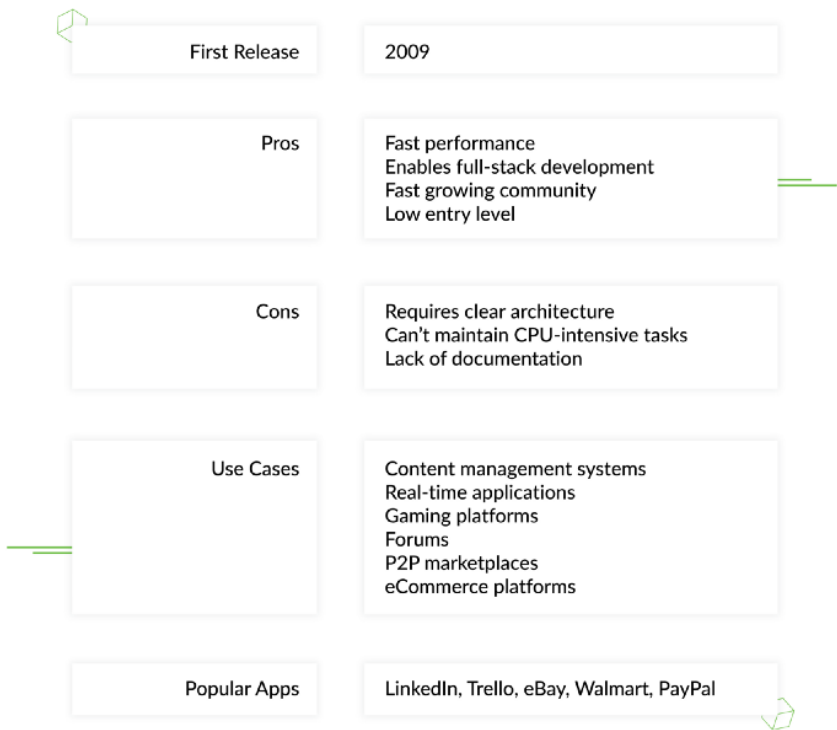 First Release
2009
Pros
Fast performance
Enables full-stack development
Fast growing community
Low entry level
Cons
Requires clear architecture
Can't maintain CPU-intensive tasks
Lack of documentation
Use Cases
Content management systems
Real-time applications
Gaming platforms
Forums
P2P marketplaces
eCommerce platforms
Popular Apps
LinkedIn, Trello, eBay, Walmart, PayPal